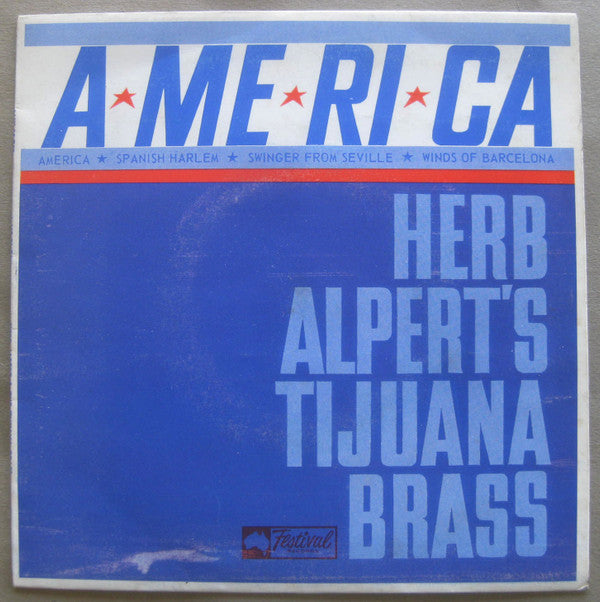 A★ME★RI★CA
AMERICA ★ SPANISH HARLEM ★ SWINGER FROM SEVILLE ★ WINDS OF BARCELONA
HERB
ALPERT'S
TIJUANA
BRASS
Festival